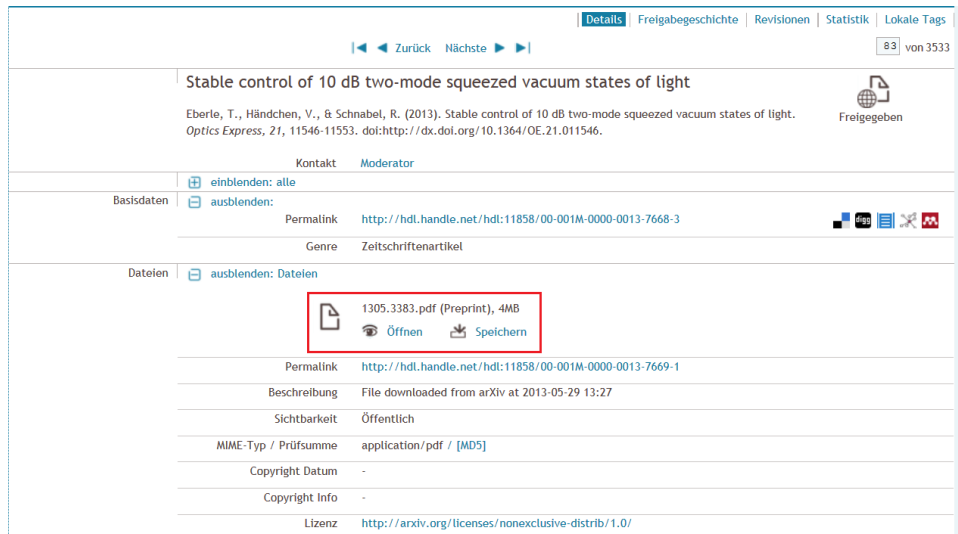 Details | Freigabegeschichte | Revisionen | Statistik | Lokale Tags
Zurück Nächste 83 von 3533
Stable control of 10 dB two-mode squeezed vacuum states of light
Eberle, T., Händchen, V., & Schnabel, R. (2013). Stable control of 10 dB two-mode squeezed vacuum states of light.
Optics Express, 21, 11546-11553. doi:http://dx.doi.org/10.1364/OE.21.011546.
Freigegeben
Kontakt Moderator
einblenden: alle
Basisdaten ausblenden:
Permalink http://hdl.handle.net/hdl:11858/00-001M-0000-0013-7668-3 digg
Genre Zeitschriftenartikel
Dateien ausblenden: Dateien
1305.3383.pdf (Preprint), 4MB
Öffnen Speichern
Permalink http://hdl.handle.net/hdl:11858/00-001M-0000-0013-7669-1
Beschreibung File downloaded from arXiv at 2013-05-29 13:27
Sichtbarkeit Öffentlich
MIME-Typ / Prüfsumme application/pdf / [MD5]
Copyright Datum -
Copyright Info -
Lizenz http://arxiv.org/licenses/nonexclusive-distrib/1.0/